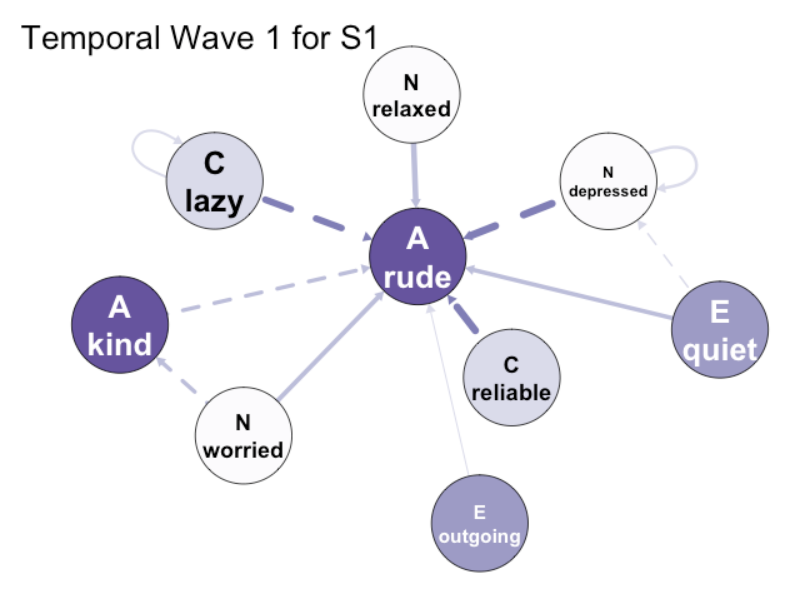 Temporal Wave 1 for S1
N
relaxed
C
lazy
N
depressed
A
rude
A
kind
E
quiet
C
reliable
N
worried
E
outgoing